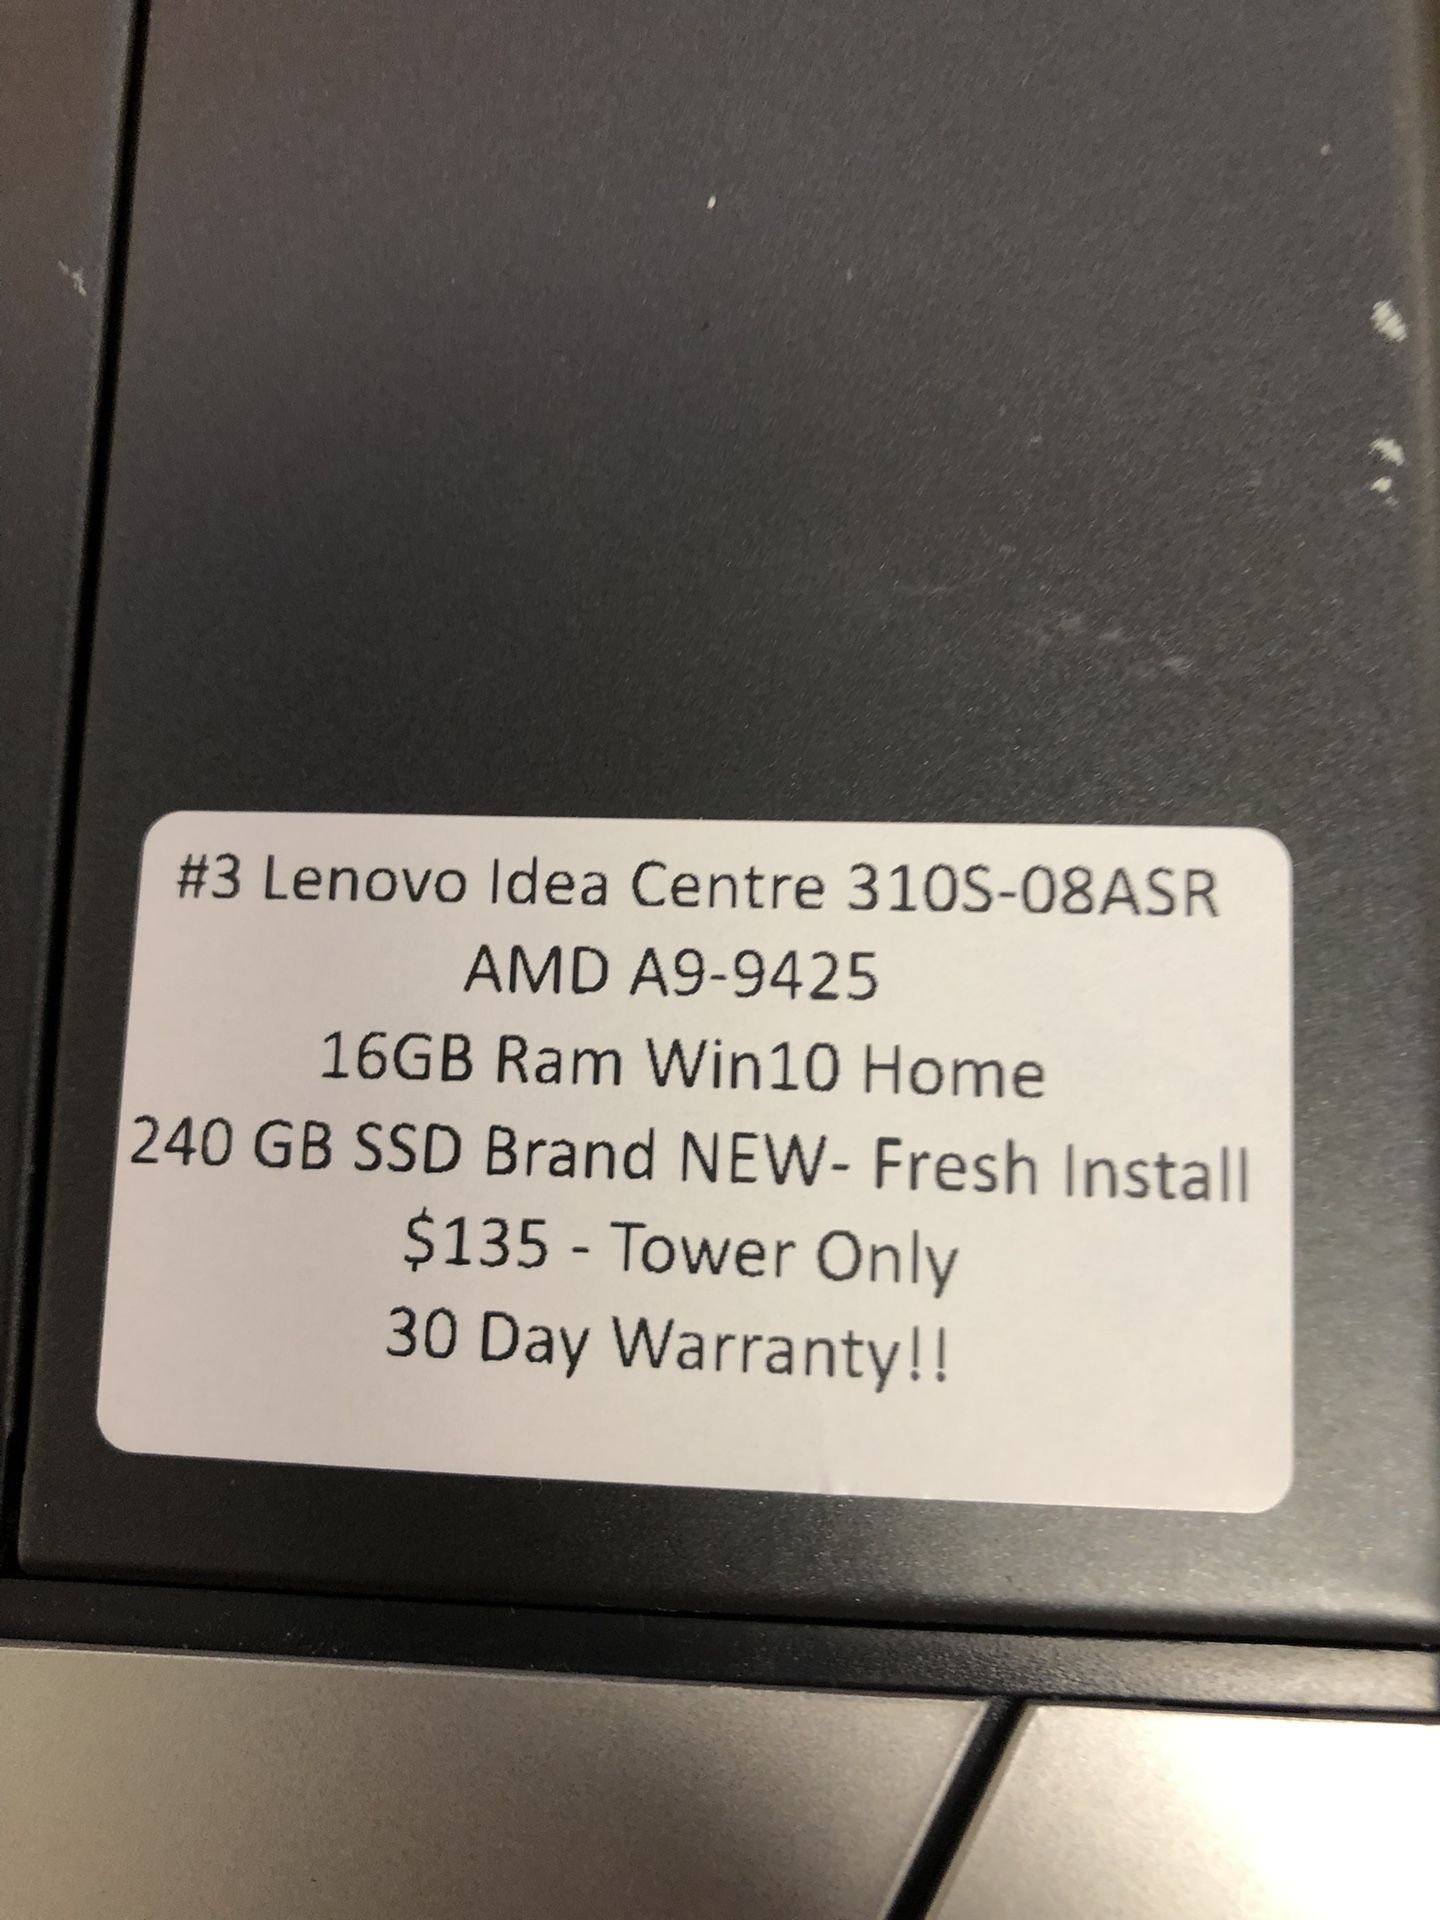 #3 Lenovo Idea Centre 310S-08ASR
AMD A9-9425
16GB Ram Win10 Home
240 GB SSD Brand NEW- Fresh Install
$135 - Tower Only
30 Day Warranty!!